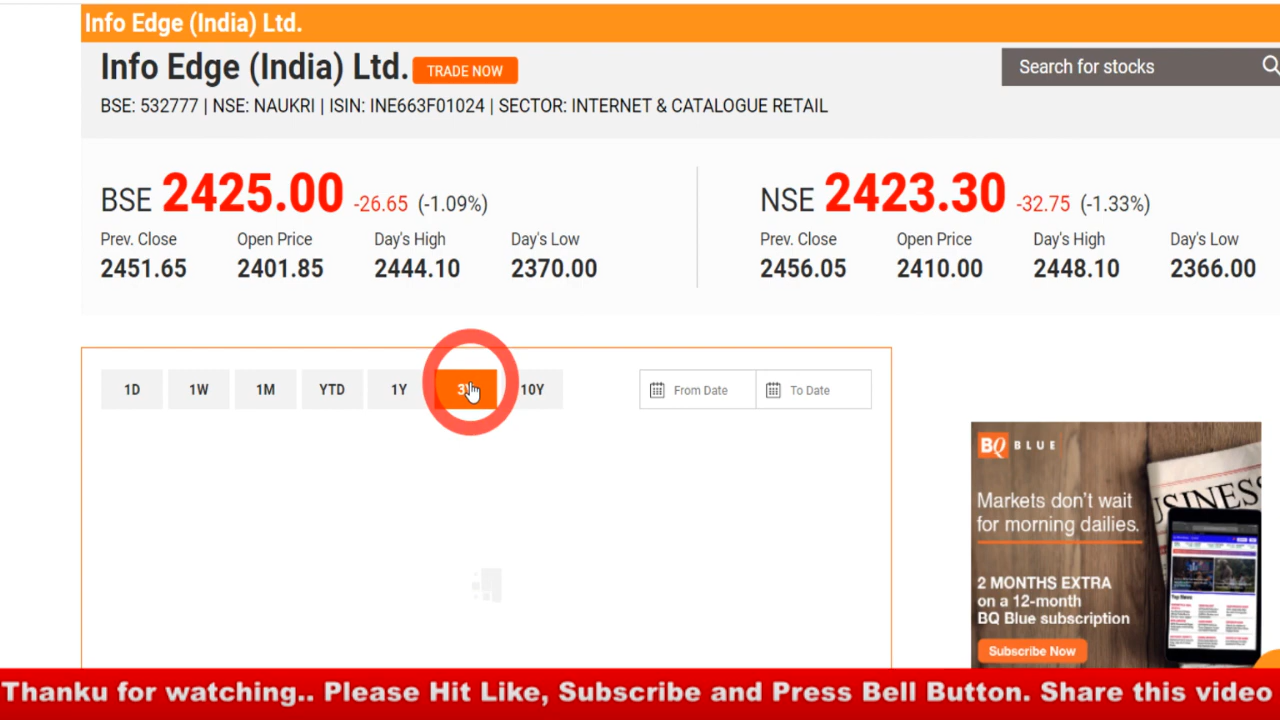 Info Edge (India) Ltd.
Info Edge (India) Ltd. TRADE NOW
Search for stocks
BSE: 532777 | NSE: NAUKRI | ISIN: INE663F01024 | SECTOR: INTERNET & CATALOGUE RETAIL
BSE 2425.00 -26.65 (-1.09%)
Prev. Close Open Price Day's High Day's Low
2451.65 2401.85 2444.10 2370.00
NSE 2423.30 -32.75 (-1.33%)
Prev. Close Open Price Day's High Day's Low
2456.05 2410.00 2448.10 2366.00
1D 1W 1M YTD 1Y 10Y From Date To Date
BQ BLUE
Markets don't wait
for morning dailies.
2 MONTHS EXTRA
on a 12-month
BQ Blue subscription
Subscribe Now
Thanku for watching.. Please Hit Like, Subscribe and Press Bell Button. Share this video